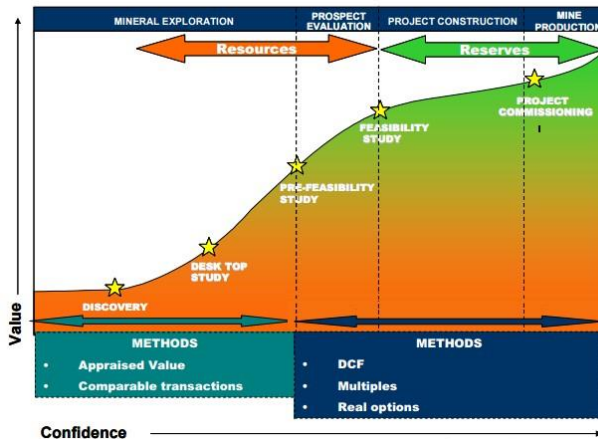 MINERAL EXPLORATION
PROSPECT
EVALUATION
PROJECT CONSTRUCTION
MINE
PRODUCTION
Resources
Reserves
PROJECT
COMMISSIONING
FEASIBILITY
STUDY
PRE-FEASIBILITY
STUDY
DESK TOP
STUDY
DISCOVERY
Value
METHODS
• Appraised Value
• Comparable transactions
METHODS
• DCF
• Multiples
• Real options
Confidence